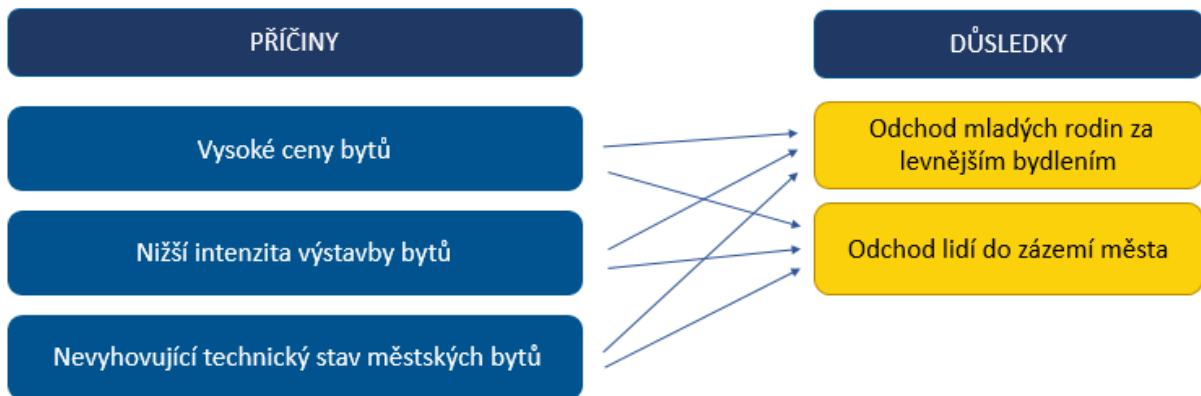 PŘÍČINY
Vysoké ceny bytů
Nižší intenzita výstavby bytů
Nevyhovující technický stav městských bytů
DŮSLEDKY
Odchod mladých rodin za
levnějším bydlením
Odchod lidí do zázemí města